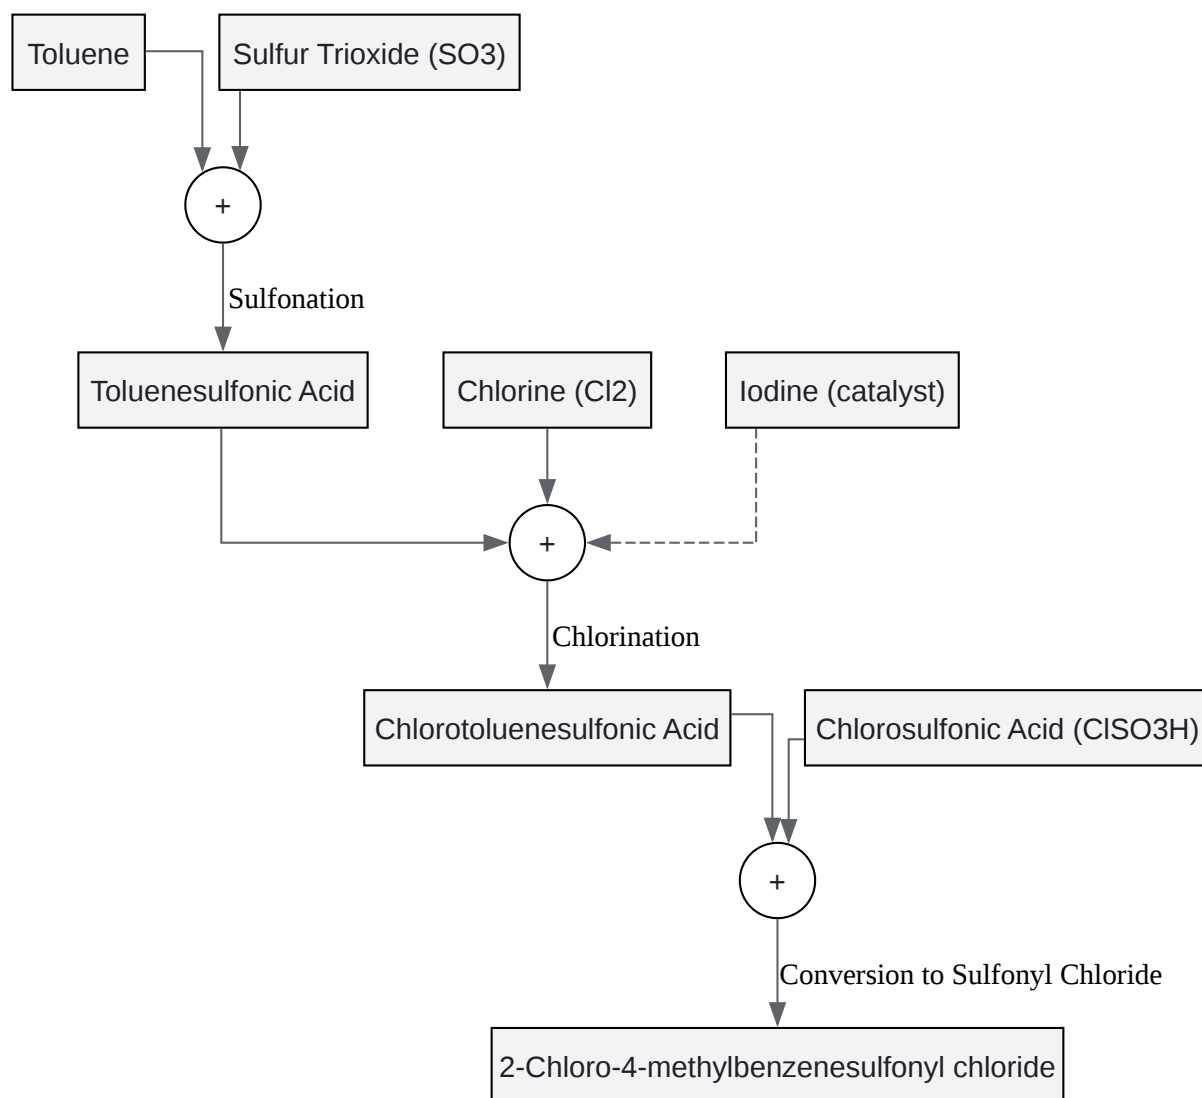 Toluene
Sulfur Trioxide (SO3)
+
Sulfonation
Toluenesulfonic Acid
Chlorine (Cl2)
Iodine (catalyst)
+
Chlorination
Chlorotoluenesulfonic Acid
Chlorosulfonic Acid (ClSO3H)
+
Conversion to Sulfonyl Chloride
2-Chloro-4-methylbenzenesulfonyl chloride